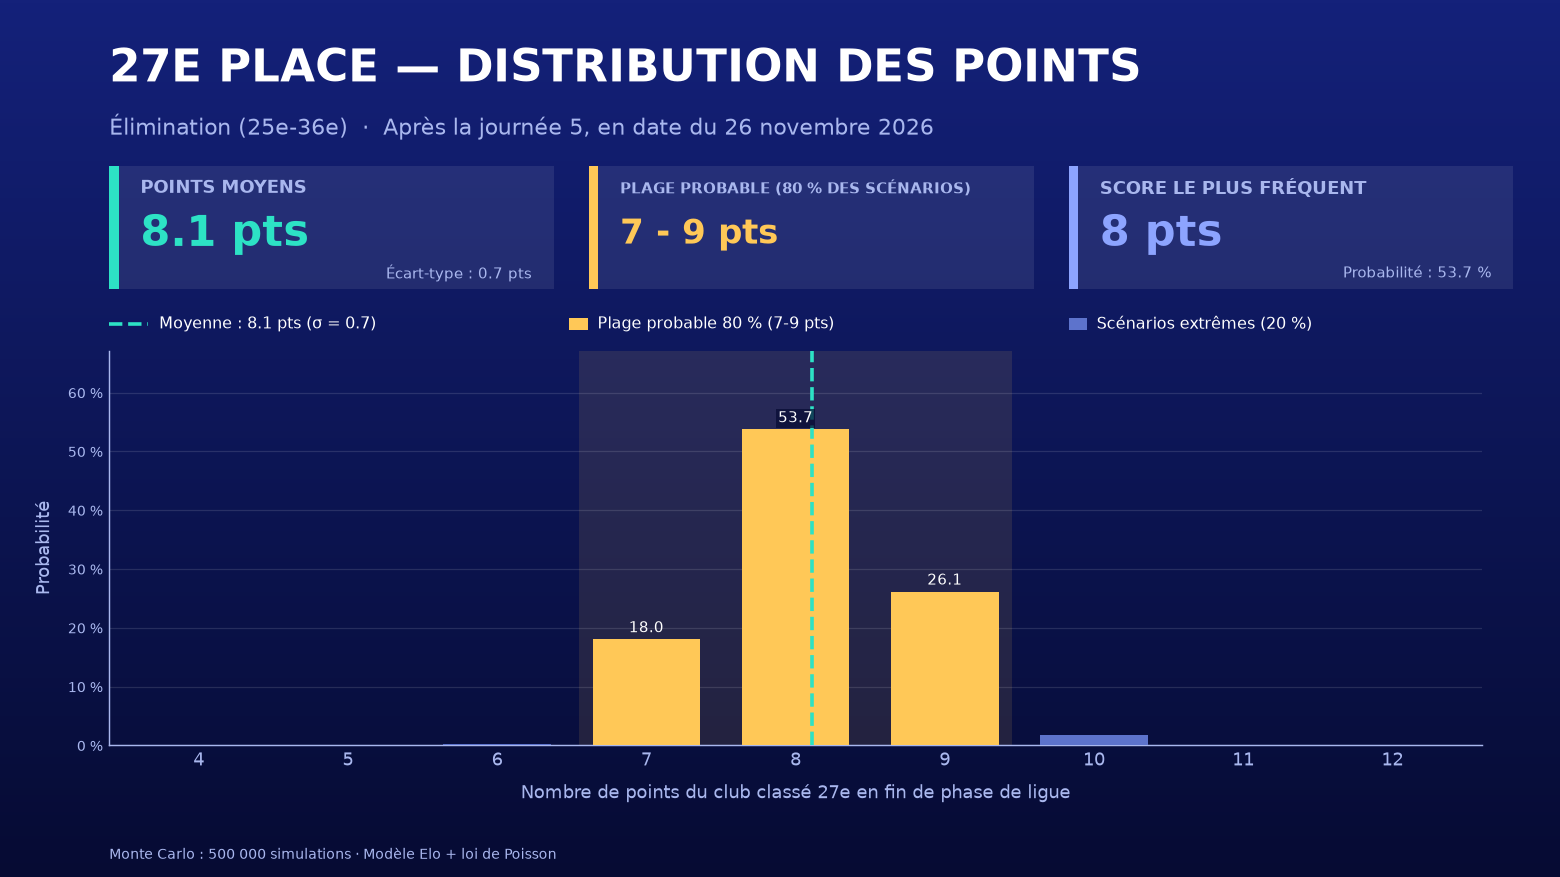 27E PLACE — DISTRIBUTION DES POINTS
Élimination (25e-36e) · Après la journée 5, en date du 26 novembre 2026
POINTS MOYENS
8.1 pts
Écart-type : 0.7 pts
PLAGE PROBABLE (80 % DES SCÉNARIOS)
7 - 9 pts
SCORE LE PLUS FRÉQUENT
8 pts
Probabilité : 53.7 %
Moyenne : 8.1 pts (σ = 0.7)
Plage probable 80 % (7-9 pts)
Scénarios extrêmes (20 %)
Probabilité
60 %
50 %
40 %
30 %
20 %
10 %
0 %
18.0
53.7
26.1
4 5 6 7 8 9 10 11 12
Nombre de points du club classé 27e en fin de phase de ligue
Monte Carlo : 500 000 simulations · Modèle Elo + loi de Poisson